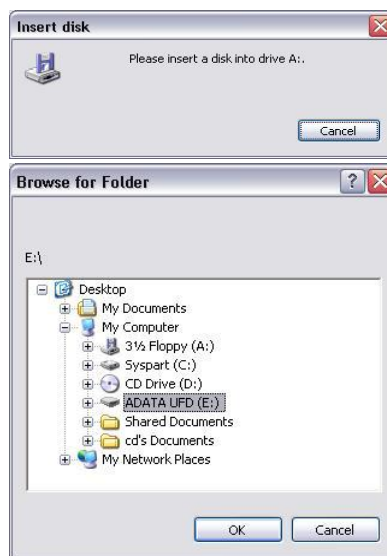 Insert disk
Please insert a disk into drive A:.
Cancel
Browse for Folder
E:\
Desktop
My Documents
My Computer
3½ Floppy (A:)
Syspart (C:)
CD Drive (D:)
ADATA UFD (E:)
Shared Documents
cd's Documents
My Network Places
OK
Cancel